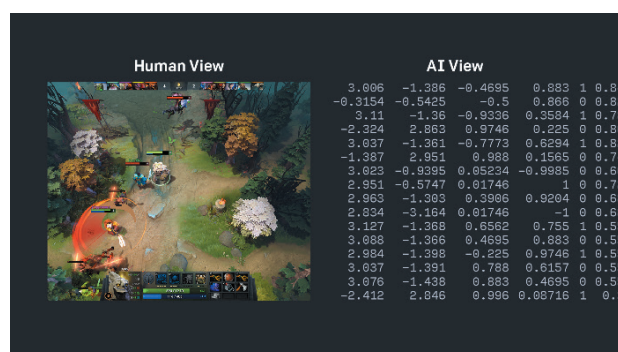 Human View
AI View
3.006 -1.386 -0.4695 0.883 1 0.8
-0.3154 -0.5425 -0.5 0.866 0 0.8
3.11 -1.36 -0.9336 0.3584 1 0.7
-2.324 2.863 0.9746 0.225 0 0.8
3.037 -1.361 -0.7773 0.6294 1 0.8
-1.387 2.951 0.988 0.1565 0 0.7
3.023 -0.9395 0.05234 -0.9985 0 0.6
2.951 -0.5747 0.01746 1 0 0.7
2.963 -1.303 0.3906 0.9204 0 0.6
2.834 -3.164 0.01746 -1 0 0.6
3.127 -1.368 0.6562 0.755 1 0.5
3.088 -1.366 0.4695 0.883 0 0.5
2.984 -1.398 -0.225 0.9746 1 0.5
3.037 -1.391 0.788 0.6157 0 0.5
3.076 -1.438 0.883 0.4695 0 0.5
-2.412 2.846 0.996 0.08716 1 0.